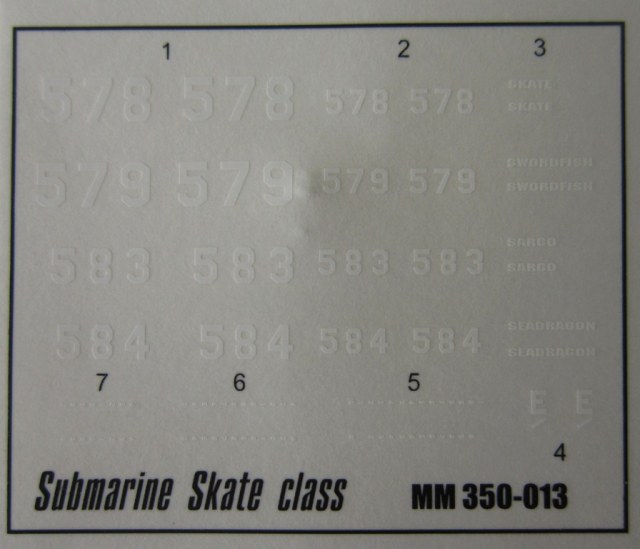 1 2 3
578 578 578 578 SKATE
SKATE
579 579 579 579 SWORDFISH
SWORDFISH
583 583 583 583 SARGO
SARGO
584 584 584 584 SEADRAGON
SEADRAGON
7 6 5
E E
4
Submarine Skate class MM 350-013